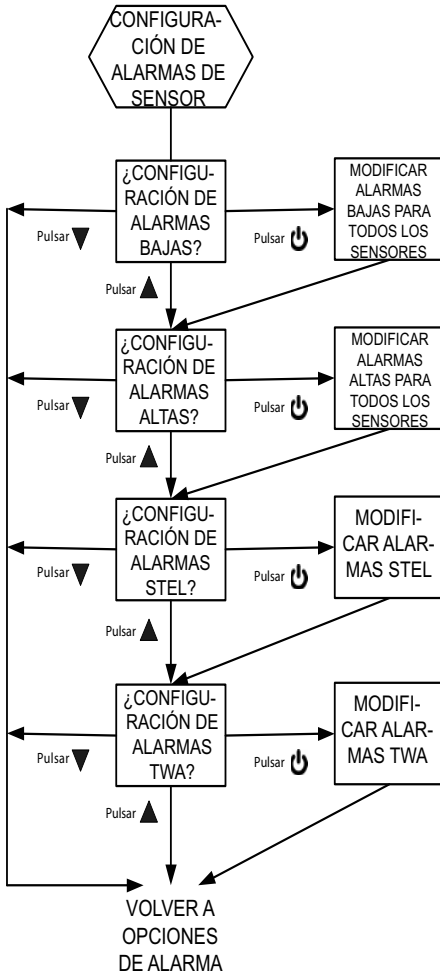 CONFIGURA-
CIÓN DE
ALARMAS DE
SENSOR
¿CONFIGU-
RACIÓN DE
ALARMAS
BAJAS?
Pulsar
Pulsar
MODIFICAR
ALARMAS
BAJAS PARA
TODOS LOS
SENSORES
Pulsar
¿CONFIGU-
RACIÓN DE
ALARMAS
ALTAS?
Pulsar
Pulsar
MODIFICAR
ALARMAS
ALTAS PARA
TODOS LOS
SENSORES
Pulsar
¿CONFIGU-
RACIÓN DE
ALARMAS
STEL?
Pulsar
Pulsar
MODIFI-
CAR ALAR-
MAS STEL
Pulsar
¿CONFIGU-
RACIÓN DE
ALARMAS
TWA?
Pulsar
Pulsar
MODIFI-
CAR ALAR-
MAS TWA
Pulsar
VOLVER A
OPCIONES
DE ALARMA